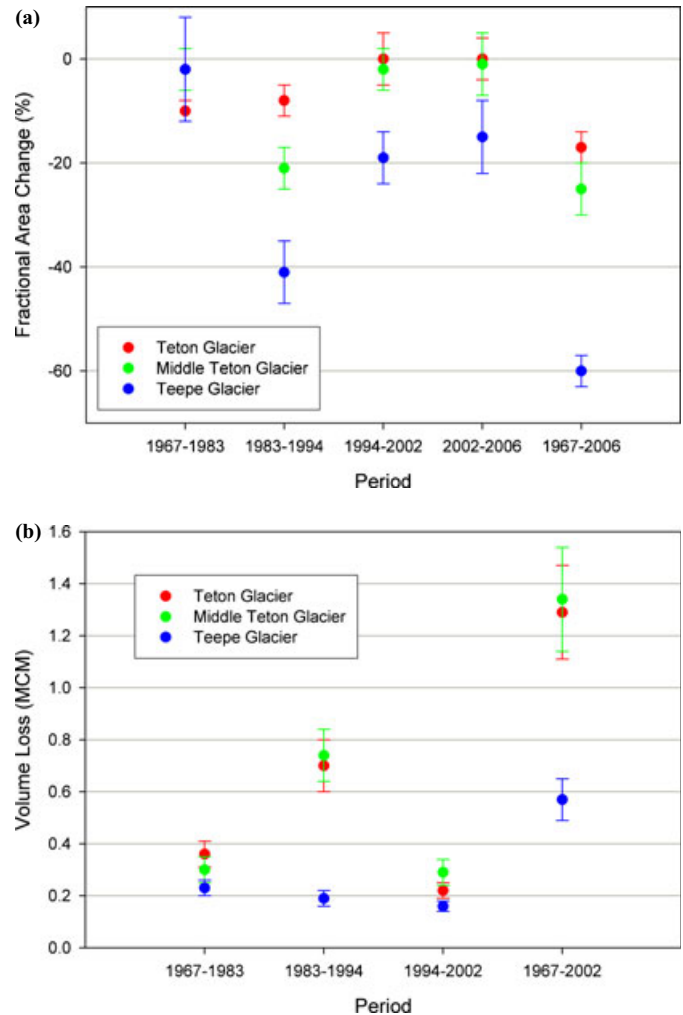 (a)
Fractional Area Change (%)
0
-20
-40
-60
Teton Glacier
Middle Teton Glacier
Teepe Glacier
1967-1983 1983-1994 1994-2002 2002-2006 1967-2006
Period
(b)
Volume Loss (MCM)
1.6
1.4
1.2
1.0
0.8
0.6
0.4
0.2
0.0
Teton Glacier
Middle Teton Glacier
Teepe Glacier
1967-1983 1983-1994 1994-2002 1967-2002
Period